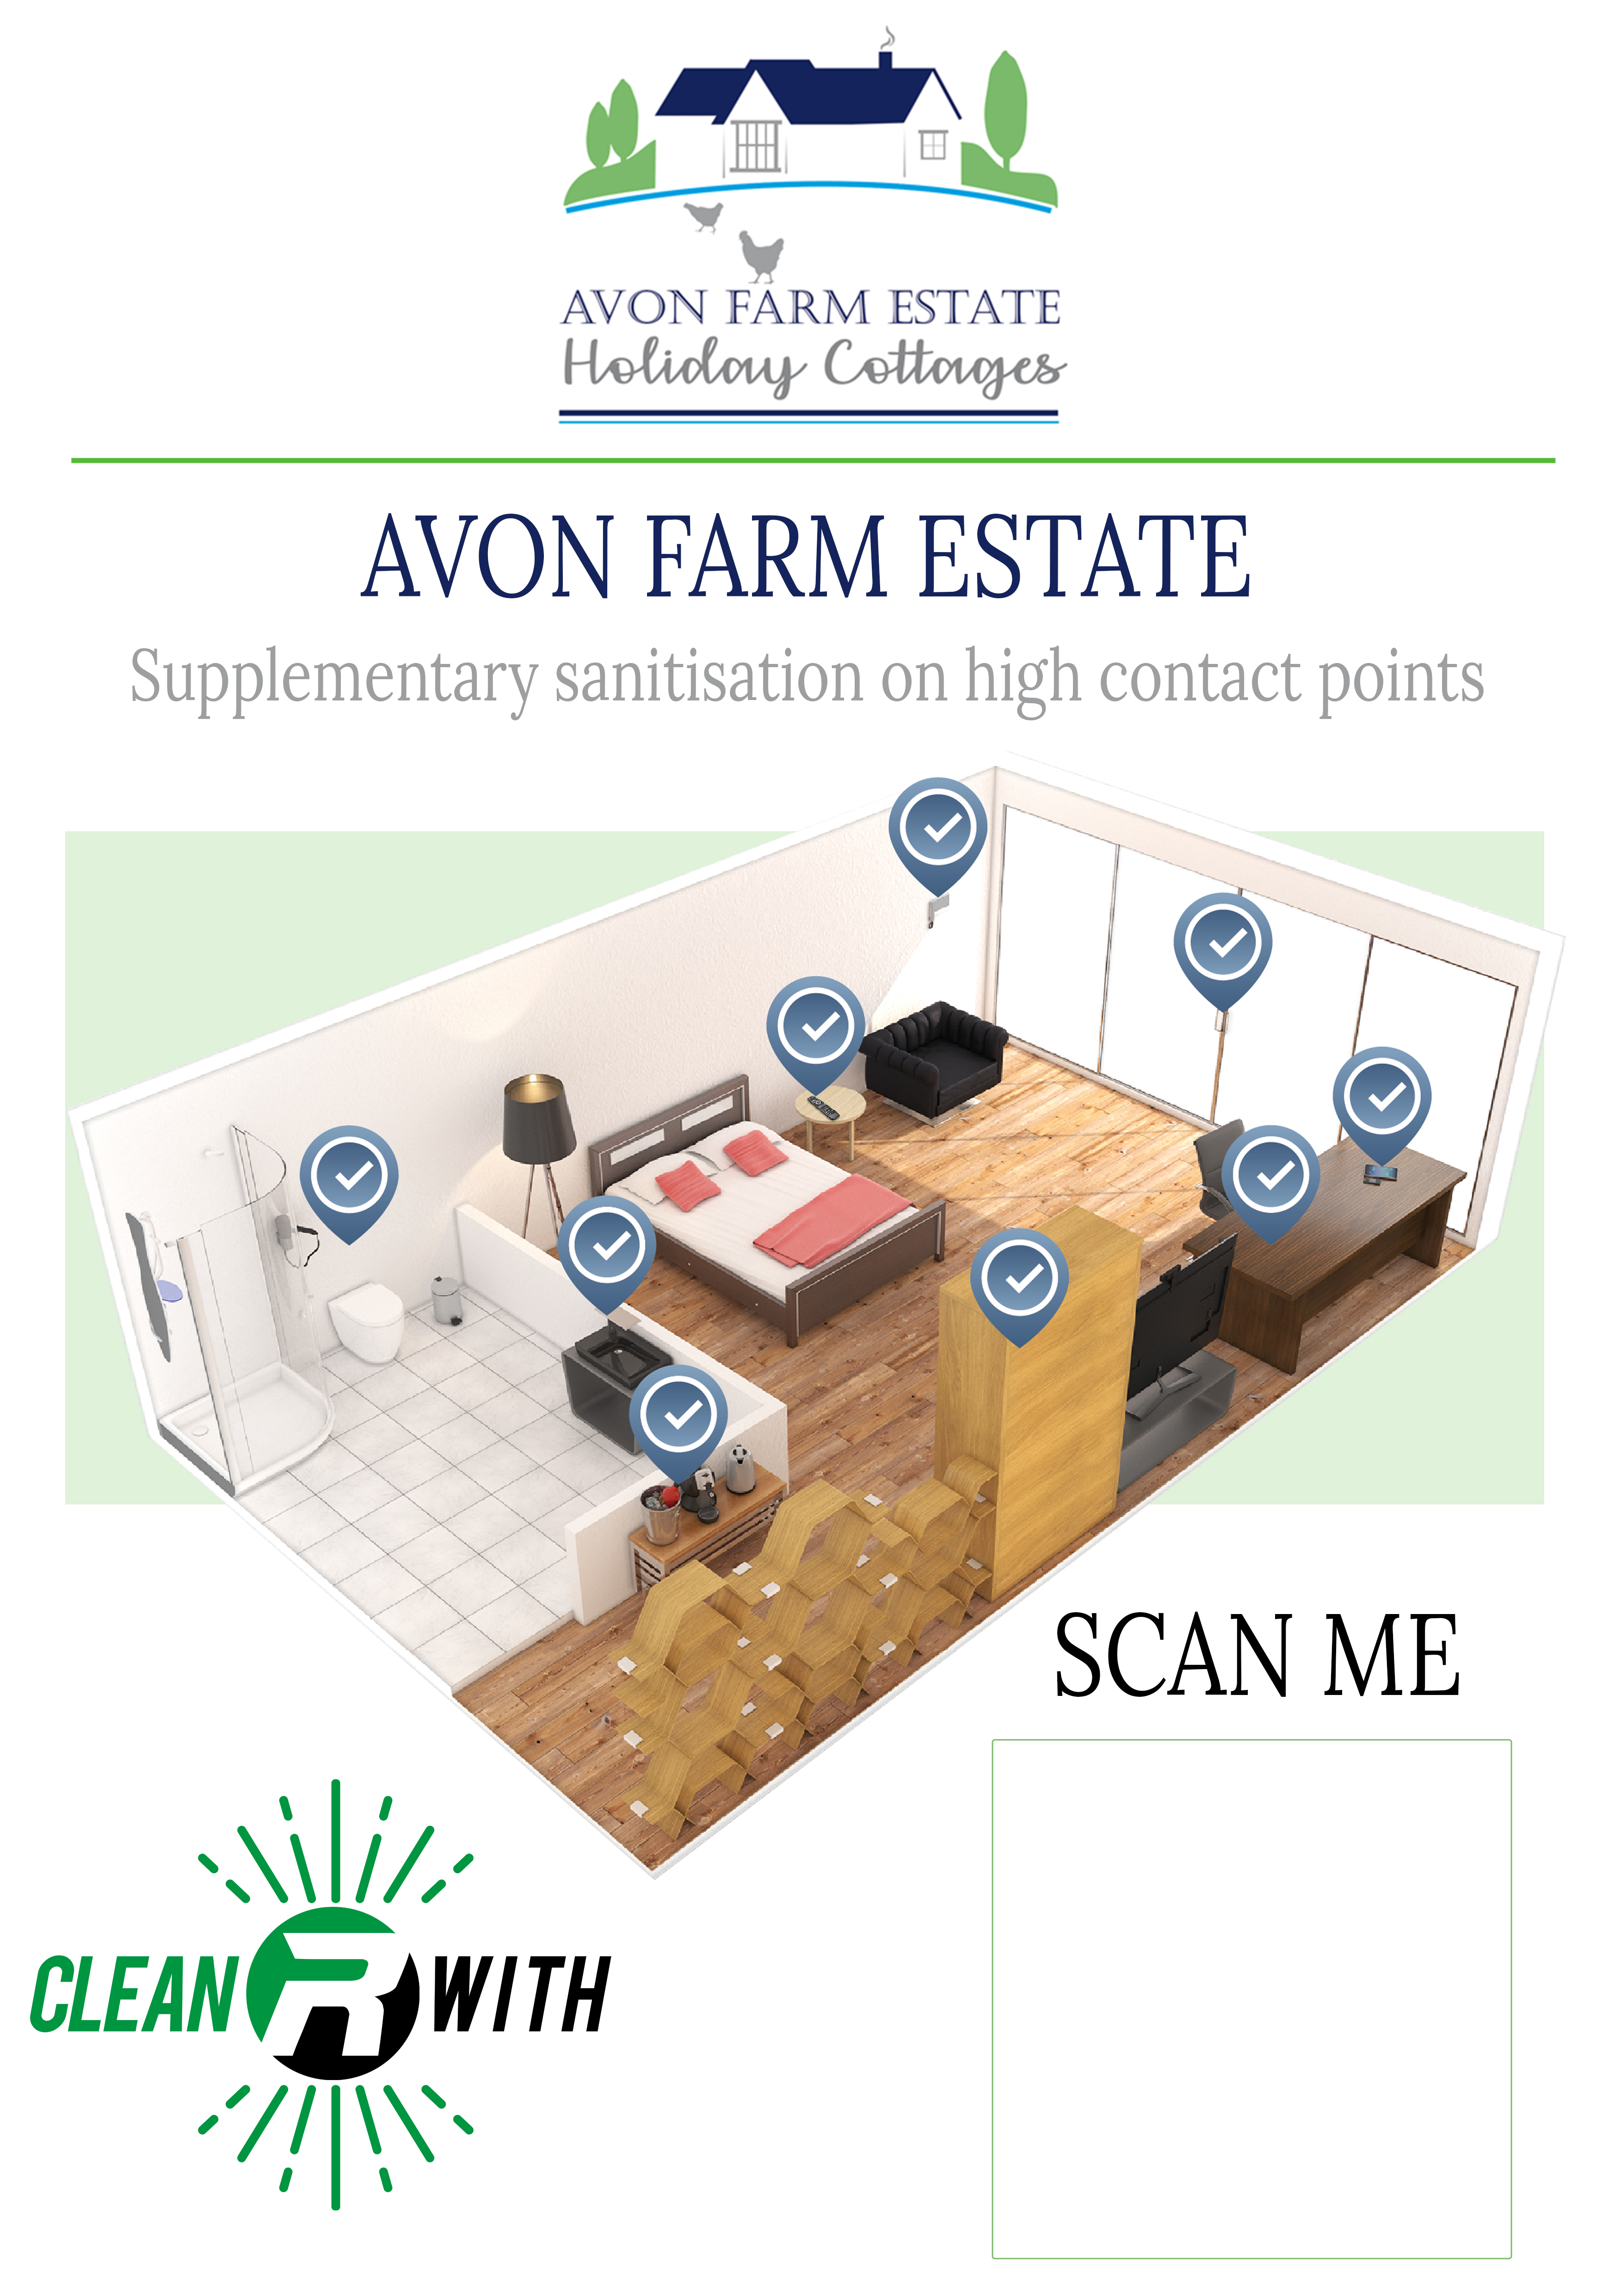 AVON FARM ESTATE
Holiday Cottages
AVON FARM ESTATE
Supplementary sanitisation on high contact points
SCAN ME
CLEAN R WITH